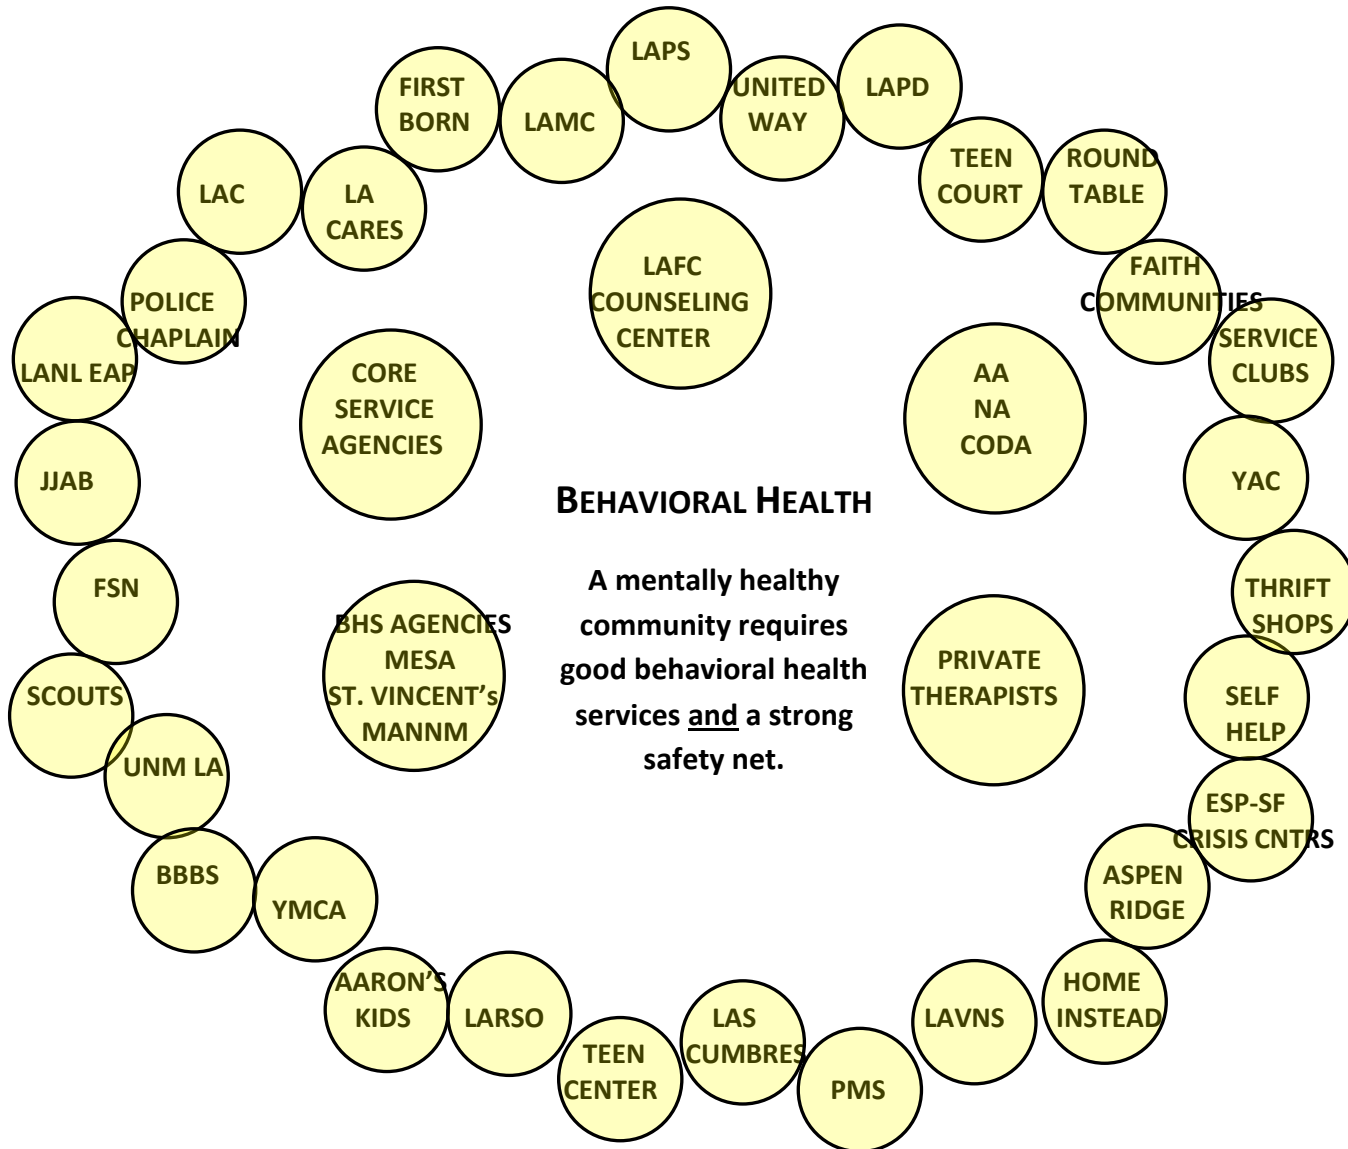 LAPS
FIRST
BORN
LAMC
UNITED
WAY
LAPD
TEEN
COURT
ROUND
TABLE
LAC
LA
CARES
FAITH
COMMUNITIES
POLICE
CHAPLAIN
LAFC
COUNSELING
CENTER
SERVICE
CLUBS
LANL EAP
CORE
SERVICE
AGENCIES
AA
NA
CODA
JJAB
YAC
BEHAVIORAL HEALTH
A mentally healthy
community requires
good behavioral health
services and a strong
safety net.
FSN
THRIFT
SHOPS
BHS AGENCIES
MESA
ST. VINCENT's
MANNM
PRIVATE
THERAPISTS
SCOUTS
SELF
HELP
UNM LA
ESP-SF
CRISIS CNTRS
BBBS
YMCA
ASPEN
RIDGE
AARON'S
KIDS
LARSO
TEEN
CENTER
LAS
CUMBRES
PMS
LAVNS
HOME
INSTEAD